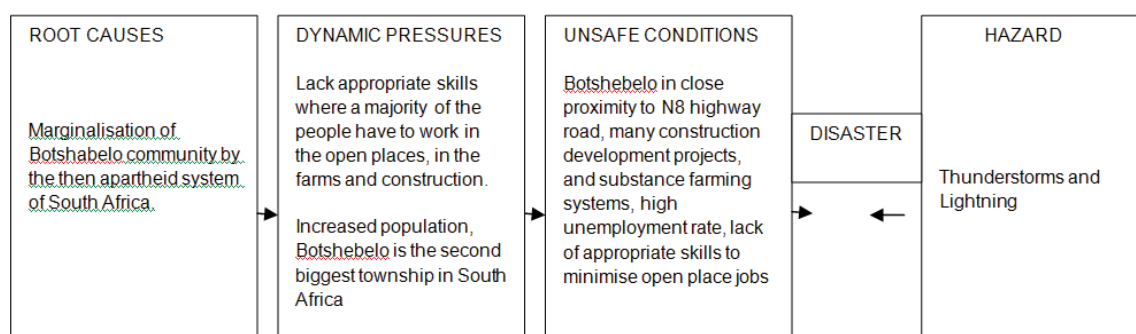 ROOT CAUSES
Marginalisation of
Botshabelo community by
the then apartheid system
of South Africa.
DYNAMIC PRESSURES
Lack appropriate skills
where a majority of the
people have to work in
the open places, in the
farms and construction.
Increased population,
Botshebelo is the second
biggest township in South
Africa
UNSAFE CONDITIONS
Botshebelo in close
proximity to N8 highway
road, many construction
development projects,
and substance farming
systems, high
unemployment rate, lack
of appropriate skills to
minimise open place jobs
DISASTER
HAZARD
Thunderstorms and
Lightning